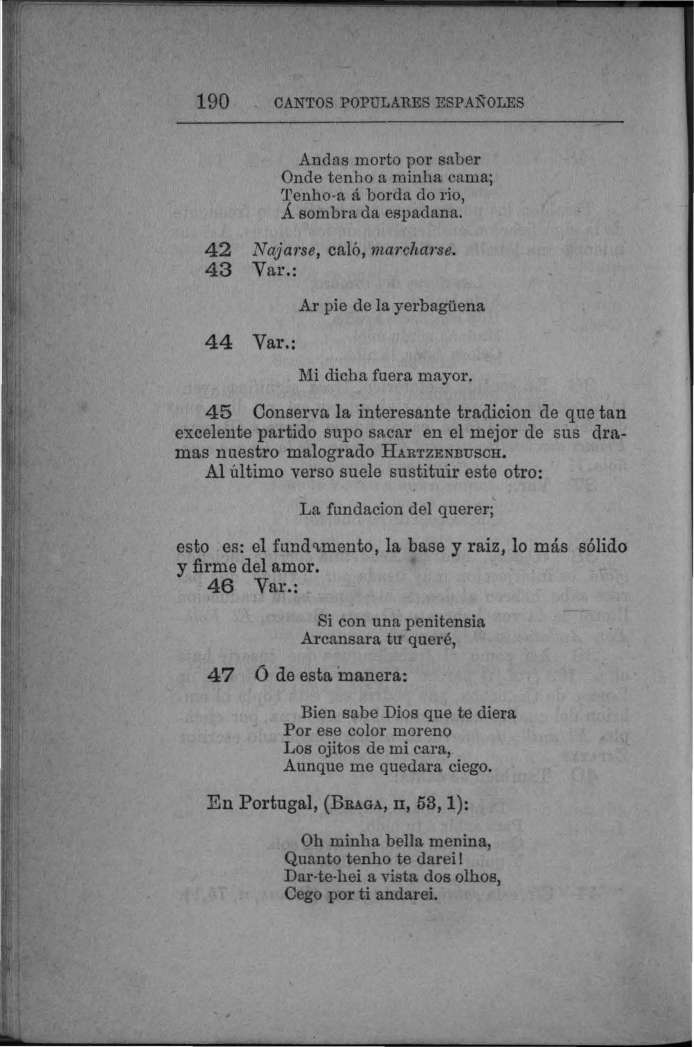 190 CANTOS POPULARES ESPAÑOLES
Andas morto por saber
Onde tenho a minha cama;
Tenho-a á borda do rio,
Á sombra da espadana.
42 Najarse, caló, marcharse.
43 Var.:
Ar pie de la yerbagüena
44 Var.:
Mi dicha fuera mayor.
45 Conserva la interesante tradicion de que tan
excelente partido supo sacar en el mejor de sus dra-
mas nuestro malogrado HARTZENBUSCH.
Al último verso suele sustituir este otro:
La fundacion del querer;
esto es: el fundamento, la base y raiz, lo más sólido
y firme del amor.
46 Var.:
Si con una penitensia
Arcansara tu queré,
47 Ó de esta manera:
Bien sabe Dios que te diera
Por ese color moreno
Los ojitos de mi cara,
Aunque me quedara ciego.
En Portugal, (BRAGA, II, 53, 1):
Oh minha bella menina,
Quanto tenho te darei!
Dar-te-hei a vista dos olhos,
Cego por ti andarei.